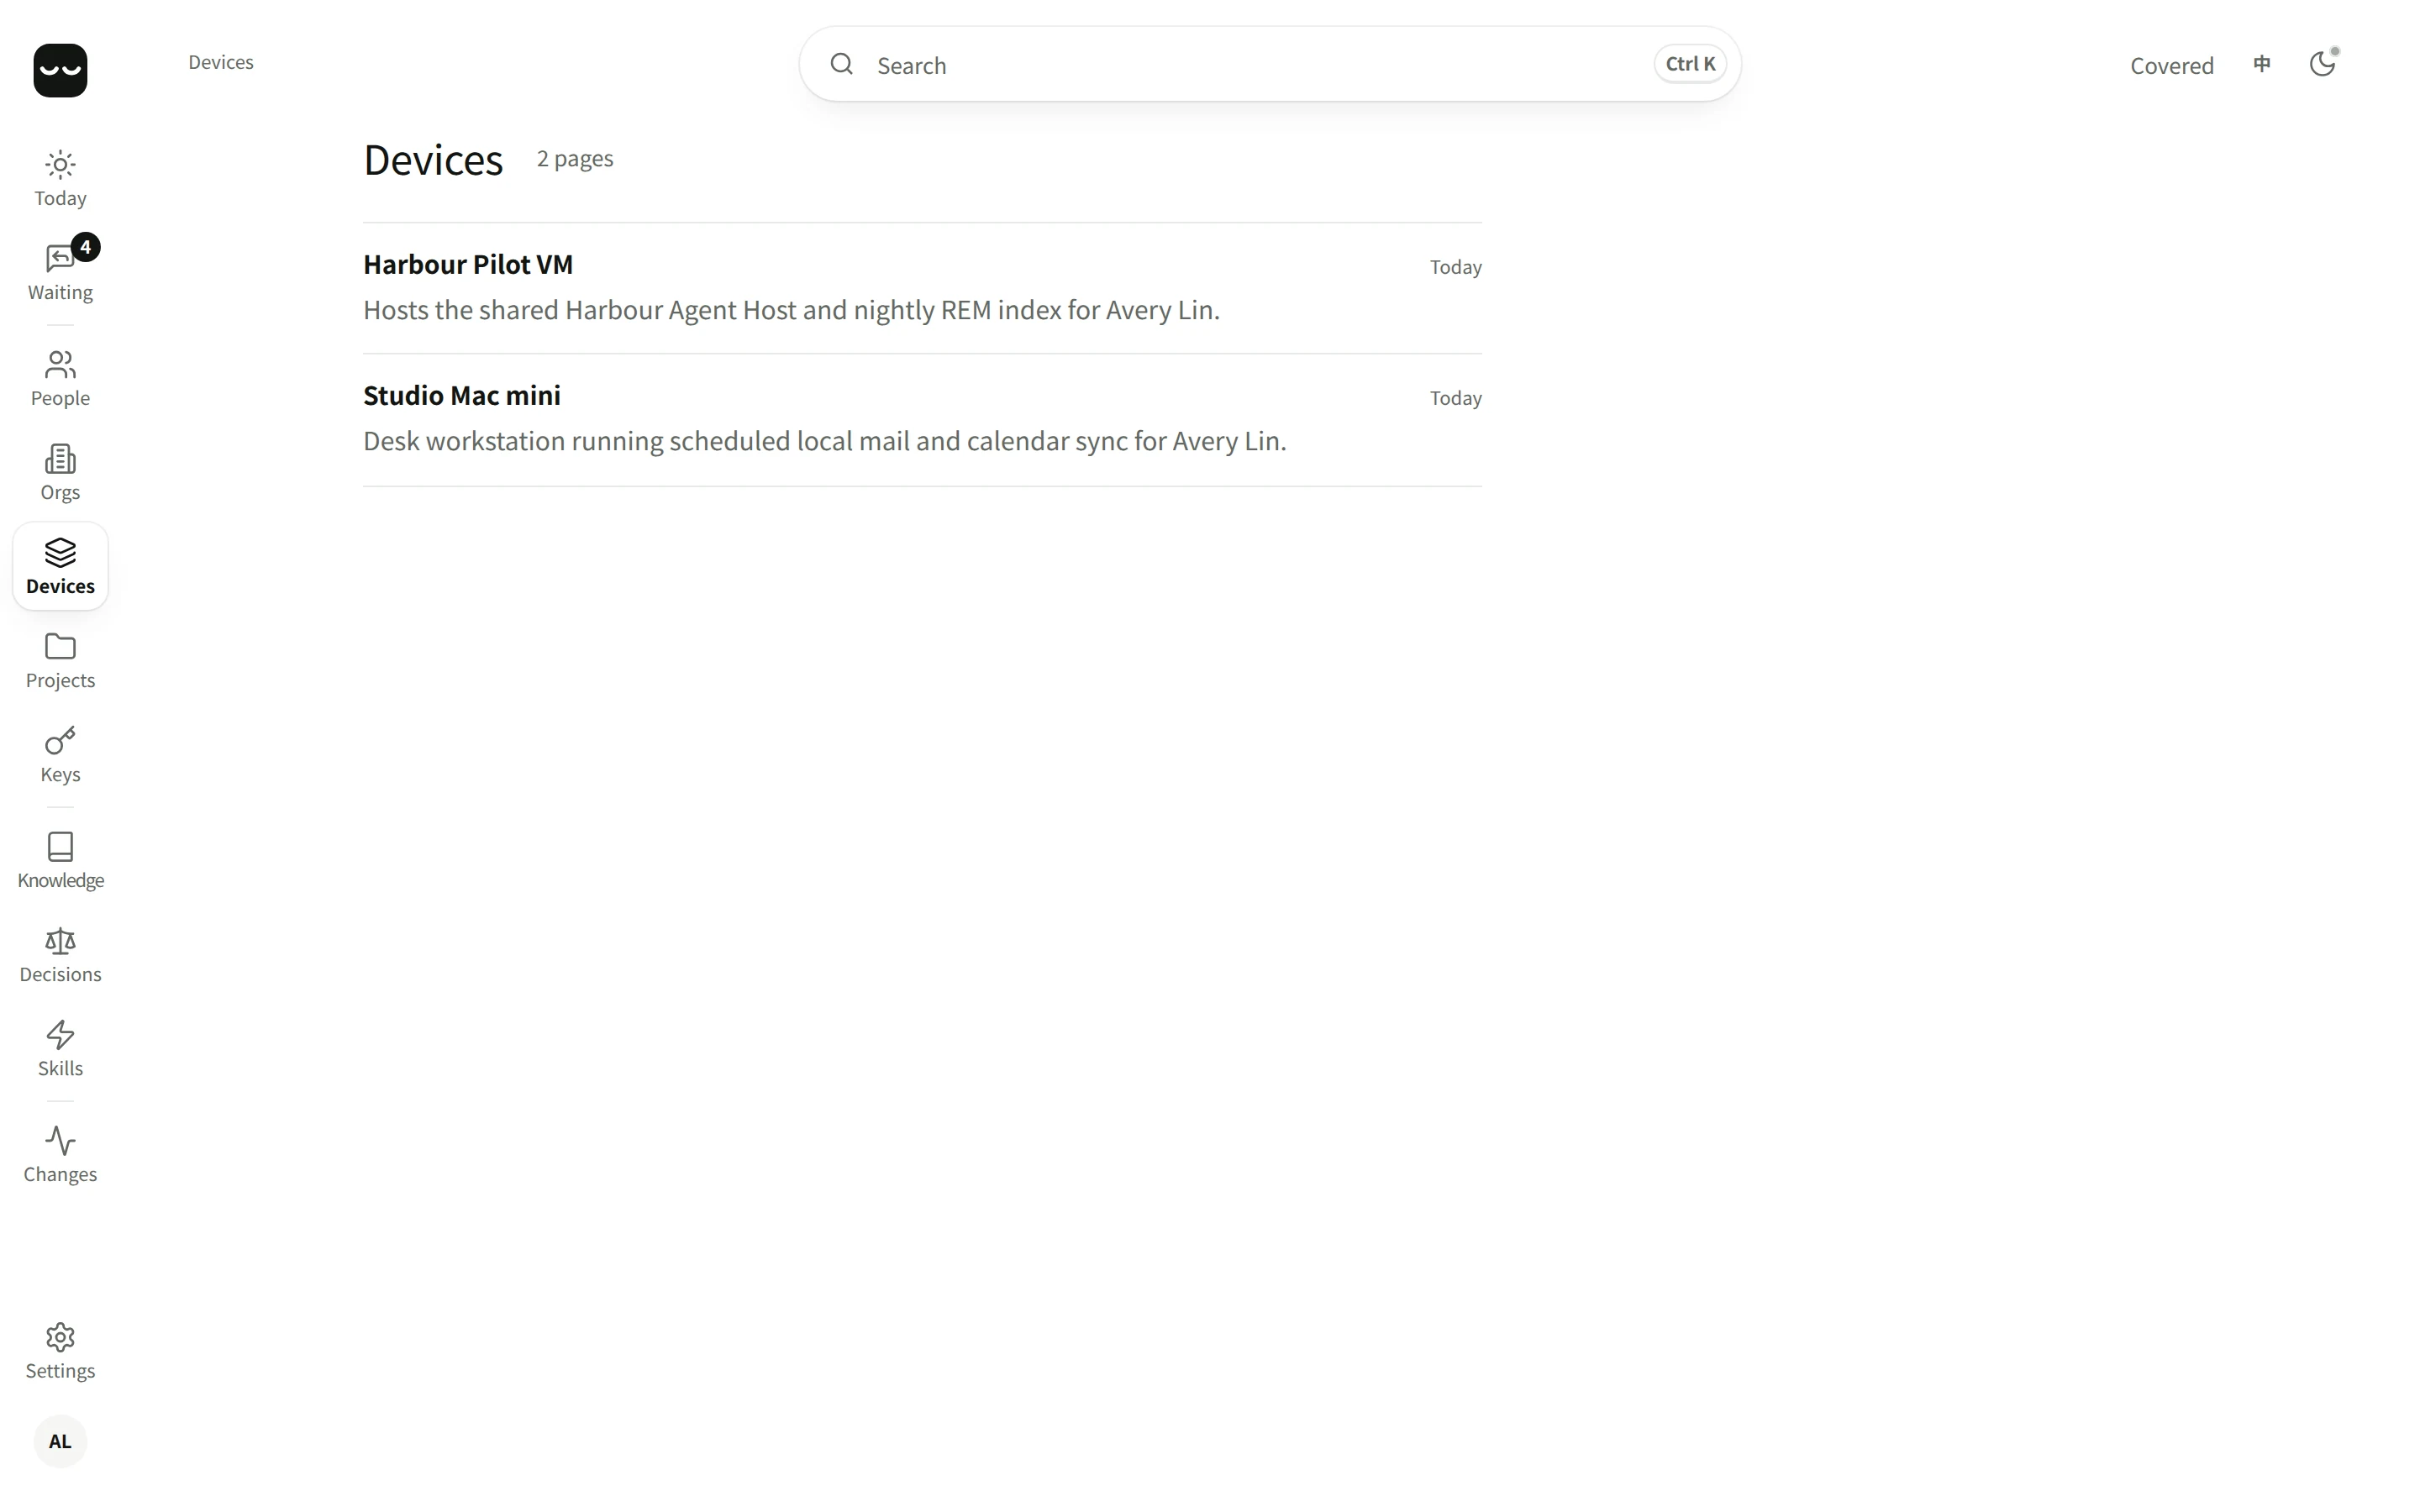 Devices
Search
Ctrl K
Covered
中
Today
4
Waiting
People
Orgs
Devices
Projects
Keys
Knowledge
Decisions
Skills
Changes
Settings
AL
Devices
2 pages
Harbour Pilot VM
Today
Hosts the shared Harbour Agent Host and nightly REM index for Avery Lin.
Studio Mac mini
Today
Desk workstation running scheduled local mail and calendar sync for Avery Lin.